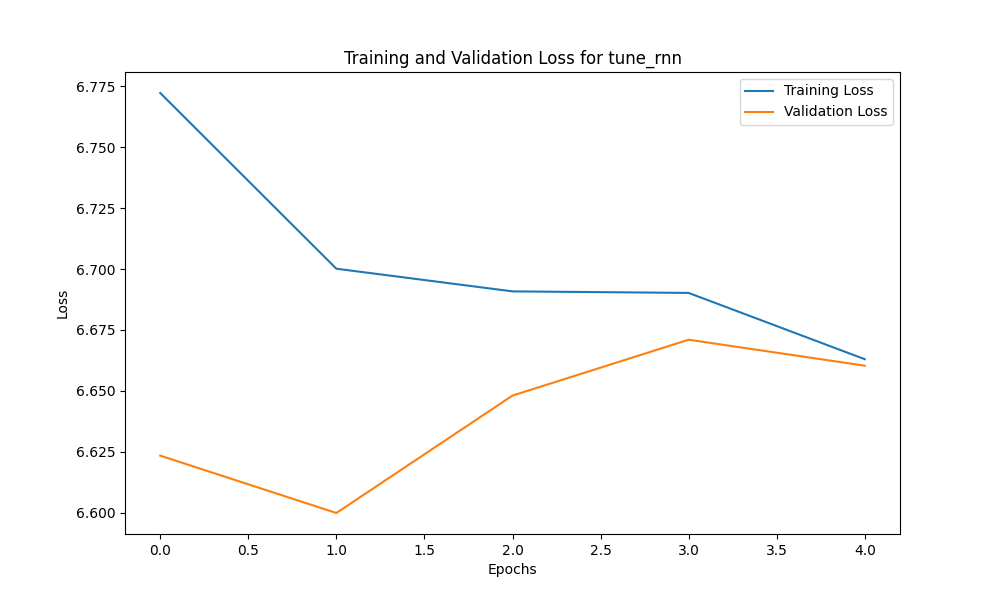 Training and Validation Loss for tune_rnn
Training Loss
Validation Loss
Loss
6.775
6.750
6.725
6.700
6.675
6.650
6.625
6.600
0.0 0.5 1.0 1.5 2.0 2.5 3.0 3.5 4.0
Epochs